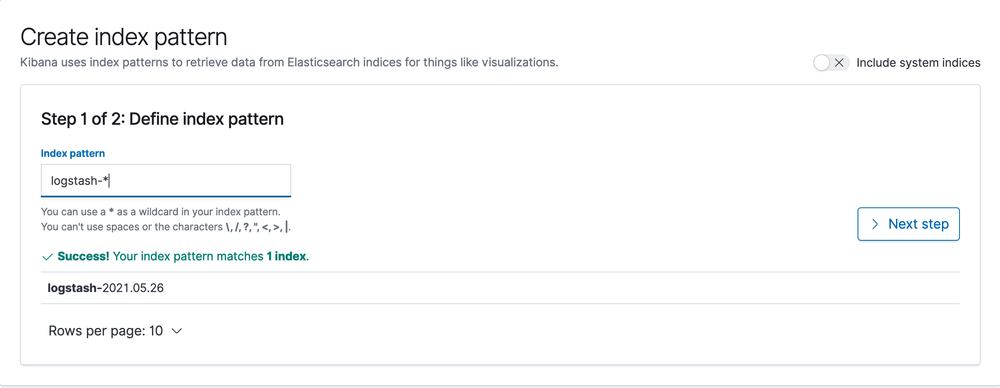 Create index pattern
Kibana uses index patterns to retrieve data from Elasticsearch indices for things like visualizations.
Include system indices
Step 1 of 2: Define index pattern
Index pattern
logstash-*
You can use a * as a wildcard in your index pattern.
You can't use spaces or the characters \, /, ?, ", <, >, |.
Next step
Success! Your index pattern matches 1 index.
logstash-2021.05.26
Rows per page: 10